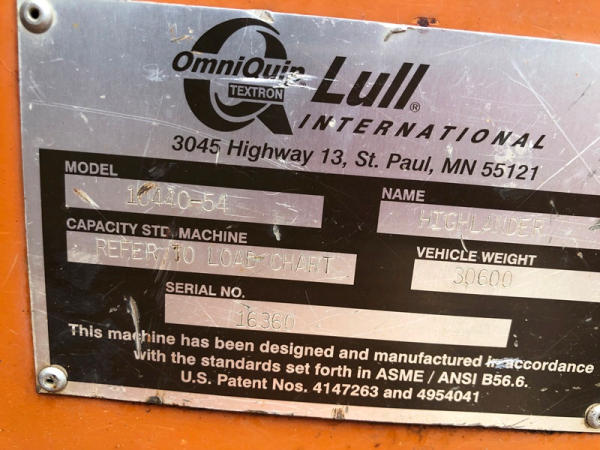 OmniQuip
TEXTRON
Lull®
INTERNATIONAL
3045 Highway 13, St. Paul, MN 55121
MODEL
10440-54
NAME
HIGHLANDER
CAPACITY STD. MACHINE
REFER TO LOAD CHART
VEHICLE WEIGHT
30600
SERIAL NO.
16360
This machine has been designed and manufactured in accordance
with the standards set forth in ASME / ANSI B56.6.
U.S. Patent Nos. 4147263 and 4954041